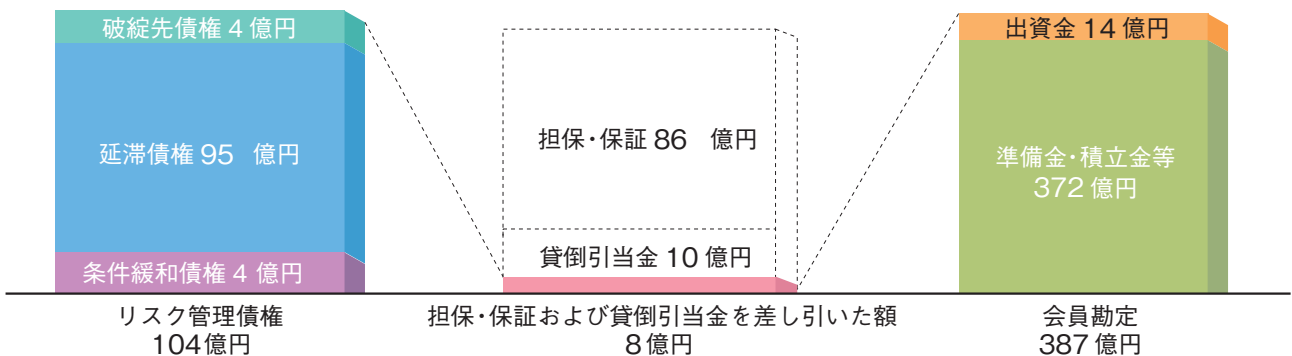 破綻先債権 4 億円
延滞債権 95 億円
条件緩和債権 4 億円
リスク管理債権
104億円
担保・保証 86 億円
貸倒引当金 10 億円
担保・保証および貸倒引当金を差し引いた額
8億円
出資金 14 億円
準備金・積立金等
372 億円
会員勘定
387億円